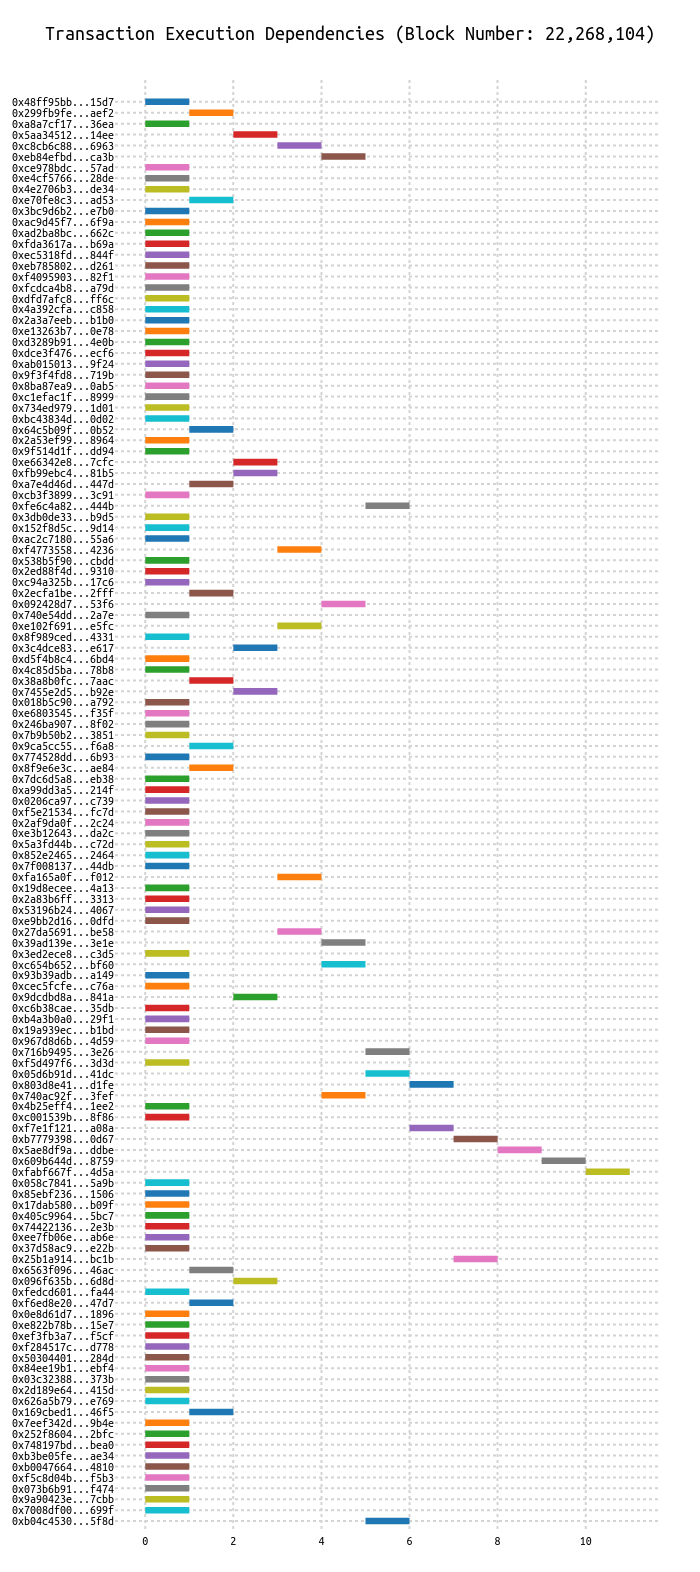 Transaction Execution Dependencies (Block Number: 22,268,104)
0x48ff95bb...15d7
0x299fb9fe...aef2
0xa8a7cf17...36ea
0x5aa34512...14ee
0xc8cb6c88...6963
0xeb84efbd...ca3b
0xce978bdc...57ad
0xe4cf5766...28de
0x4e2706b3...de34
0xe70fe8c3...ad53
0x3bc9d6b2...e7b0
0xac9d45f7...6f9a
0xad2ba8bc...662c
0xfda3617a...b69a
0xec5318fd...844f
0xeb785802...d261
0xf4095903...82f1
0xfcdca4b8...a79d
0xdfd7afc8...ff6c
0x4a392cfa...c858
0x2a3a7eeb...b1b0
0xe13263b7...0e78
0xd3289b91...4e0b
0xdce3f476...ecf6
0xab015013...9f24
0x9f3f4fd8...719b
0x8ba87ea9...0ab5
0xc1efac1f...8999
0x734ed979...1d01
0xbc43834d...0d02
0x64c5b09f...0b52
0x2a53ef99...8964
0x9f514d1f...dd94
0xe66342e8...7cfc
0xfb99ebc4...81b5
0xa7e4d46d...447d
0xcb3f3899...3c91
0xfe6c4a82...444b
0x3db0de33...b9d5
0x152f8d5c...9d14
0xac2c7180...55a6
0xf4773558...4236
0x538b5f90...cbdd
0x2ed88f4d...9310
0xc94a325b...17c6
0x2ecfa1be...2fff
0x092428d7...53f6
0x740e54dd...2a7e
0xe102f691...e5fc
0x8f989ced...4331
0x3c4dce83...e617
0xd5f4b8c4...6bd4
0x4c85d5ba...78b8
0x38a8b0fc...7aac
0x7455e2d5...b92e
0x018b5c90...a792
0xe6803545...f35f
0x246ba907...8f02
0x7b9b50b2...3851
0x9ca5cc55...f6a8
0x774528dd...6b93
0x8f9e6e3c...ae84
0x7dc6d5a8...eb38
0xa99dd3a5...214f
0x0206ca97...c739
0xf5e21534...fc7d
0x2af9da0f...2c24
0xe3b12643...da2c
0x5a3fd44b...c72d
0x852e2465...2464
0x7f008137...44db
0xfa165a0f...f012
0x19d8ecee...4a13
0x2a83b6ff...3313
0x53196b24...4067
0xe9bb2d16...0dfd
0x27da5691...be58
0x39ad139e...3e1e
0x3ed2ece8...c3d5
0xc654b652...bf60
0x93b39adb...a149
0xcec5fcfe...c76a
0x9dcdbd8a...841a
0xc6b38cae...35db
0xb4a3b0a0...29f1
0x19a939ec...b1bd
0x967d8d6b...4d59
0x716b9495...3e26
0xf5d497f6...3d3d
0x05d6b91d...41dc
0x803d8e41...d1fe
0x740ac92f...3fef
0x4b25eff4...1ee2
0xc001539b...8f86
0xf7e1f121...a08a
0xb7779398...0d67
0x5ae8df9a...ddbe
0x609b644d...8759
0xfabf667f...4d5a
0x058c7841...5a9b
0x85ebf236...1506
0x17dab580...b09f
0x405c9964...5bc7
0x74422136...2e3b
0xee7fb06e...ab6e
0x37d58ac9...e22b
0x25b1a914...bc1b
0x6563f096...46ac
0x096f635b...6d8d
0xfedcd601...fa44
0xf6ed8e20...47d7
0x0e8d61d7...1896
0xe822b78b...15e7
0xef3fb3a7...f5cf
0xf284517c...d778
0x50304401...284d
0x84ee19b1...ebf4
0x03c32388...373b
0x2d189e64...415d
0x626a5b79...e769
0x169cbed1...46f5
0x7eef342d...9b4e
0x252f8604...2bfc
0x748197bd...bea0
0xb3be05fe...ae34
0xb0047664...4810
0xf5c8d04b...f5b3
0x073b6b91...f474
0x9a90423e...7cbb
0x7008df00...699f
0xb04c4530...5f8d
0 2 4 6 8 10